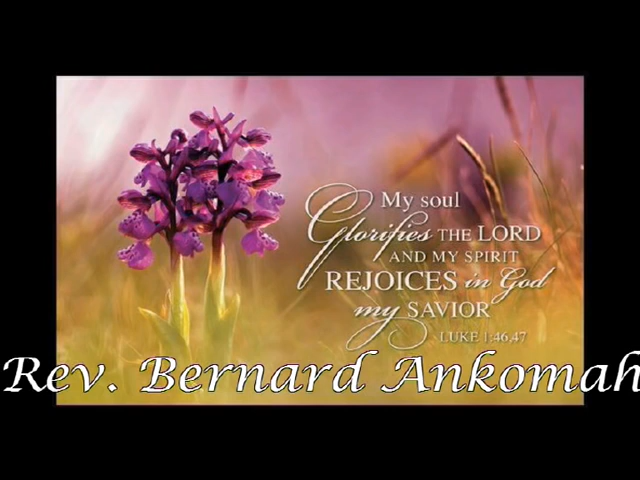 My soul
Glorifies THE LORD
AND MY SPIRIT
REJOICES in God
my SAVIOR
LUKE 1:46,47
Rev. Bernard Ankomah